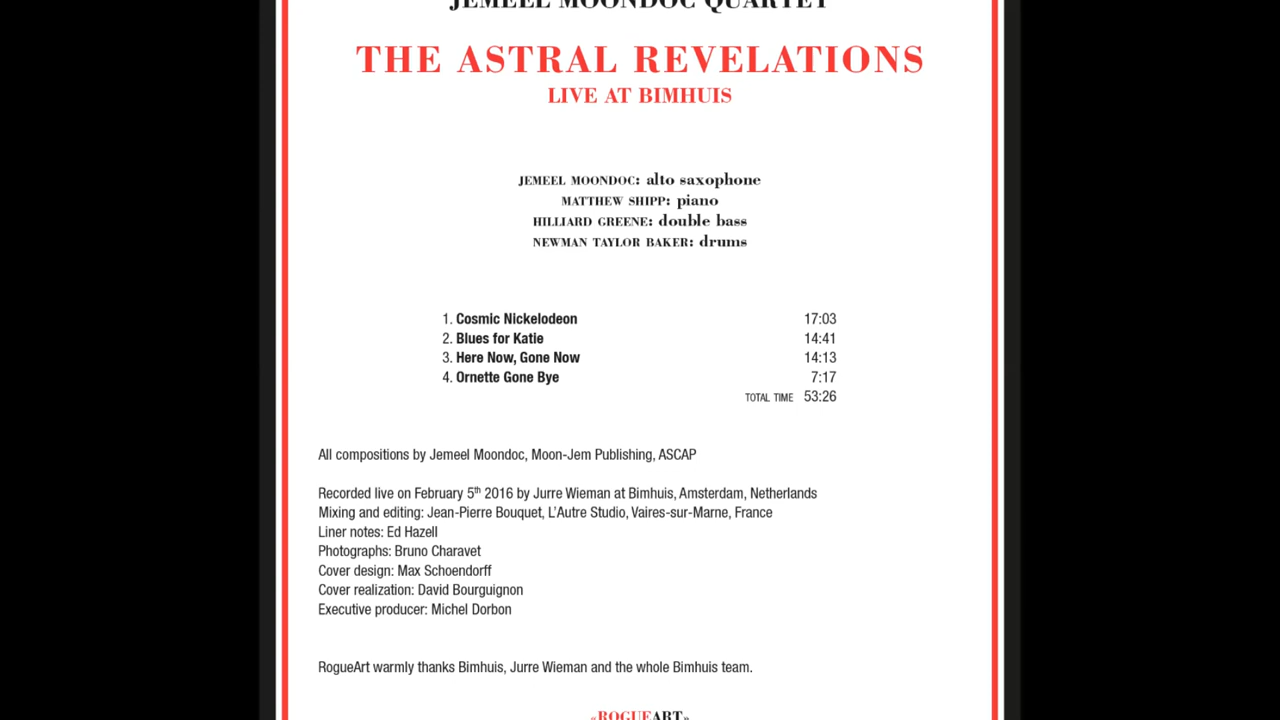 JEMEEL MOONDOC QUARTET
THE ASTRAL REVELATIONS
LIVE AT BIMHUIS
JEMEEL MOONDOC: alto saxophone
MATTHEW SHIPP: piano
HILLIARD GREENE: double bass
NEWMAN TAYLOR BAKER: drums
1. Cosmic Nickelodeon 17:03
2. Blues for Katie 14:41
3. Here Now, Gone Now 14:13
4. Ornette Gone Bye 7:17
TOTAL TIME 53:26
All compositions by Jemeel Moondoc, Moon-Jem Publishing, ASCAP
Recorded live on February 5th 2016 by Jurre Wieman at Bimhuis, Amsterdam, Netherlands
Mixing and editing: Jean-Pierre Bouquet, L'Autre Studio, Vaires-sur-Marne, France
Liner notes: Ed Hazell
Photographs: Bruno Charavet
Cover design: Max Schoendorff
Cover realization: David Bourguignon
Executive producer: Michel Dorbon
RogueArt warmly thanks Bimhuis, Jurre Wieman and the whole Bimhuis team.
«ROGUEART»